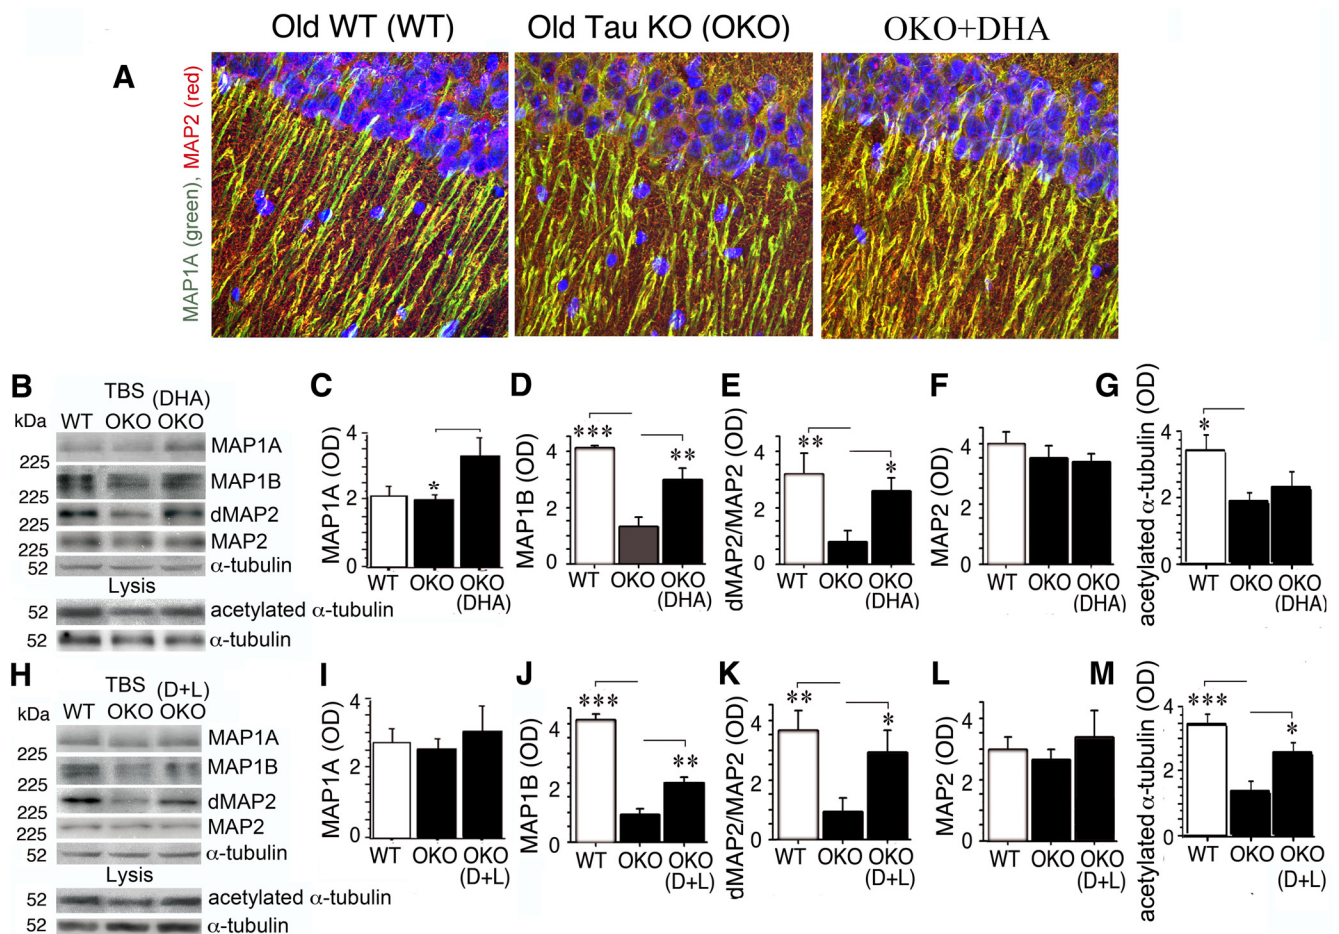 Old WT (WT)
Old Tau KO (OKO)
OKO+DHA
A
MAP1A (green), MAP2 (red)
B
TBS
(DHA)
kDa
WT
OKO
OKO
225
MAP1A
225
MAP1B
225
dMAP2
225
MAP2
52
α-tubulin
Lysis
52
acetylated α-tubulin
52
α-tubulin
C
MAP1A (OD)
4
2
0
*
WT
OKO
OKO
(DHA)
D
MAP1B (OD)
4
2
0
***
**
WT
OKO
OKO
(DHA)
E
dMAP2/MAP2 (OD)
4
2
0
**
*
WT
OKO
OKO
(DHA)
F
MAP2 (OD)
4
2
0
WT
OKO
OKO
(DHA)
G
acetylated α-tubulin (OD)
4
2
0
*
WT
OKO
OKO
(DHA)
H
TBS
(D+L)
kDa
WT
OKO
OKO
225
MAP1A
225
MAP1B
225
dMAP2
225
MAP2
52
α-tubulin
Lysis
52
acetylated α-tubulin
52
α-tubulin
I
MAP1A (OD)
4
2
0
WT
OKO
OKO
(D+L)
J
MAP1B (OD)
4
2
0
***
**
WT
OKO
OKO
(D+L)
K
dMAP2/MAP2 (OD)
4
2
0
**
*
WT
OKO
OKO
(D+L)
L
MAP2 (OD)
4
2
0
WT
OKO
OKO
(D+L)
M
acetylated α-tubulin (OD)
4
2
0
***
*
WT
OKO
OKO
(D+L)